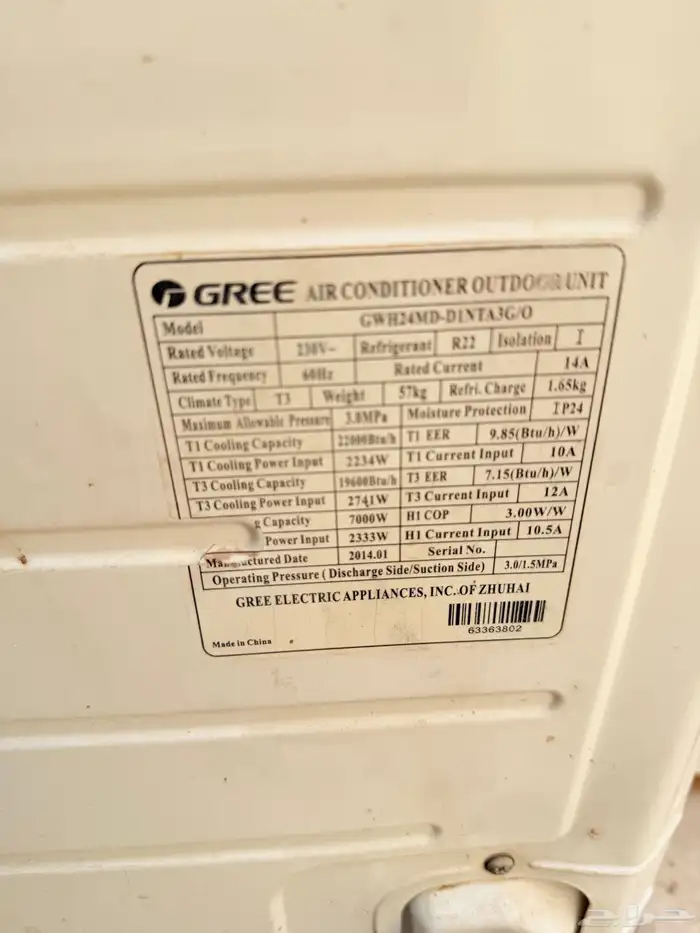 GREE AIR CONDITIONER OUTDOOR UNIT
Model GWH24MD-D1NTA3G/O
Rated Voltage 230V~ Refrigerant R22 Isolation I
Rated Frequency 60Hz Rated Current 14A
Climate Type T3 Weight 57kg Refri. Charge 1.65kg
Maximum Allowable Pressure 3.0MPa Moisture Protection IP24
T1 Cooling Capacity 22000Btu/h T1 EER 9.85(Btu/h)/W
T1 Cooling Power Input 2234W T1 Current Input 10A
T3 Cooling Capacity 19600Btu/h T3 EER 7.15(Btu/h)/W
T3 Cooling Power Input 2741W T3 Current Input 12A
g Capacity 7000W H1 COP 3.00W/W
Power Input 2333W H1 Current Input 10.5A
Manufactured Date 2014.01 Serial No.
Operating Pressure ( Discharge Side/Suction Side) 3.0/1.5MPa
GREE ELECTRIC APPLIANCES, INC. OF ZHUHAI
63363802
Made in China
حراج